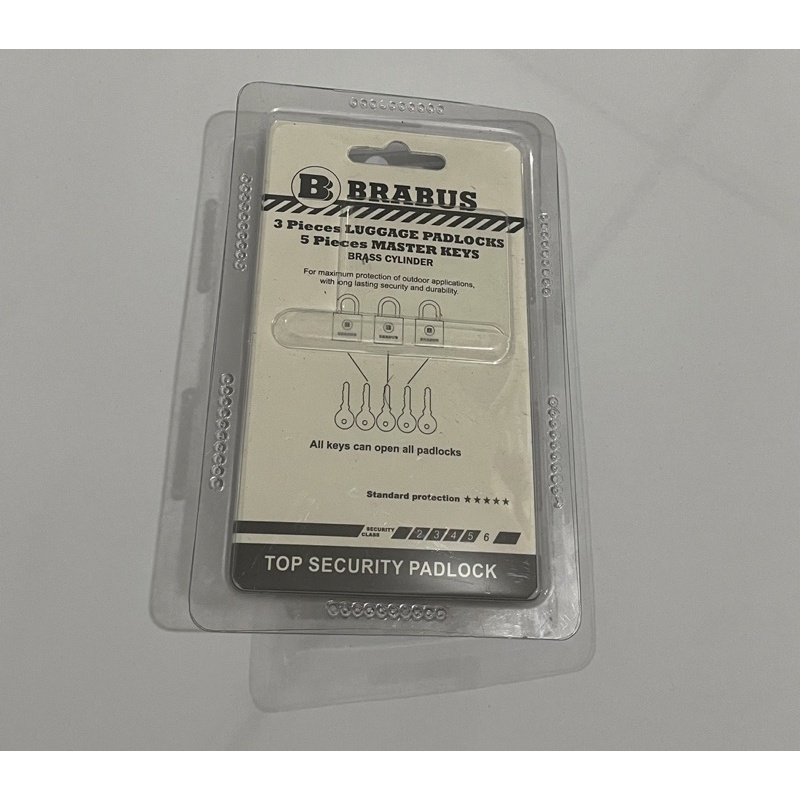 B BRABUS
3 Pieces LUGGAGE PADLOCKS
5 Pieces MASTER KEYS
BRASS CYLINDER
For maximum protection of outdoor applications,
with long lasting security and durability.
All keys can open all padlocks
Standard protection ★★★★★
SECURITY
CLASS
2 3 4 5 6
TOP SECURITY PADLOCK